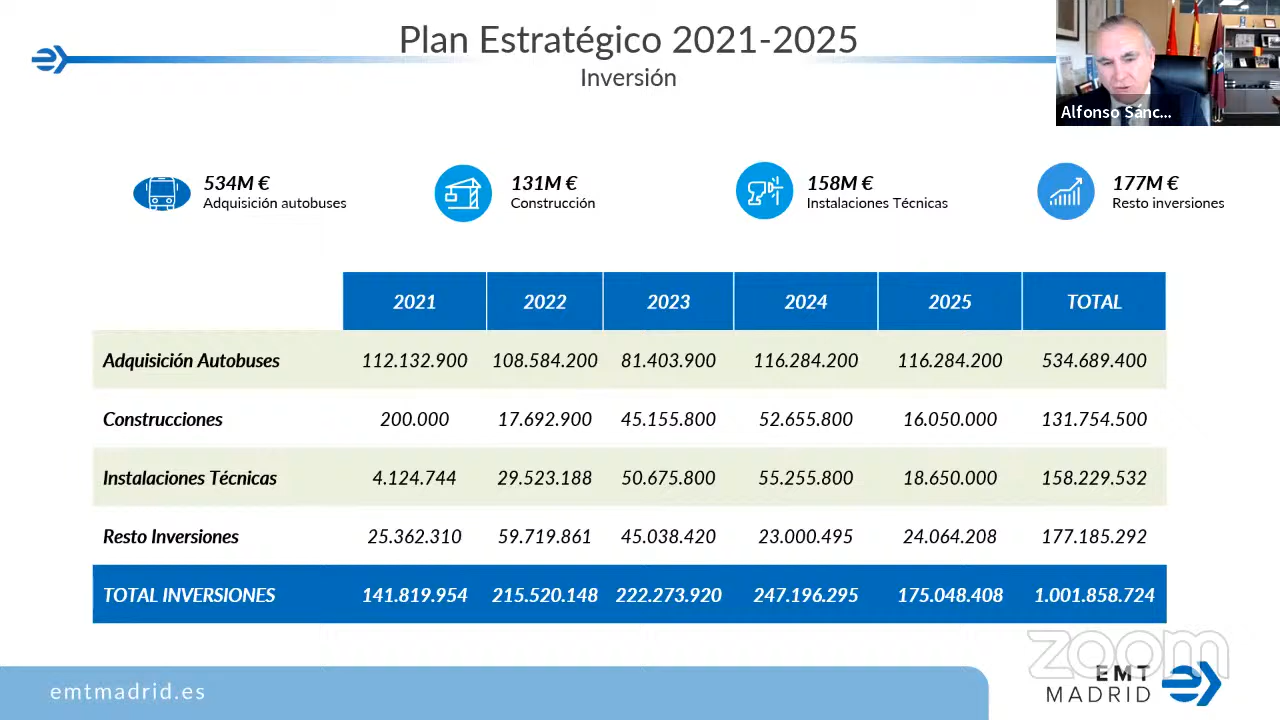 Plan Estratégico 2021-2025
Inversión
Alfonso Sánc...
534M €
Adquisición autobuses
131M €
Construcción
158M €
Instalaciones Técnicas
177M €
Resto inversiones
2021 2022 2023 2024 2025 TOTAL
Adquisición Autobuses 112.132.900 108.584.200 81.403.900 116.284.200 116.284.200 534.689.400
Construcciones 200.000 17.692.900 45.155.800 52.655.800 16.050.000 131.754.500
Instalaciones Técnicas 4.124.744 29.523.188 50.675.800 55.255.800 18.650.000 158.229.532
Resto Inversiones 25.362.310 59.719.861 45.038.420 23.000.495 24.064.208 177.185.292
TOTAL INVERSIONES 141.819.954 215.520.148 222.273.920 247.196.295 175.048.408 1.001.858.724
zoom
emtmadrid.es
EMT
MADRID